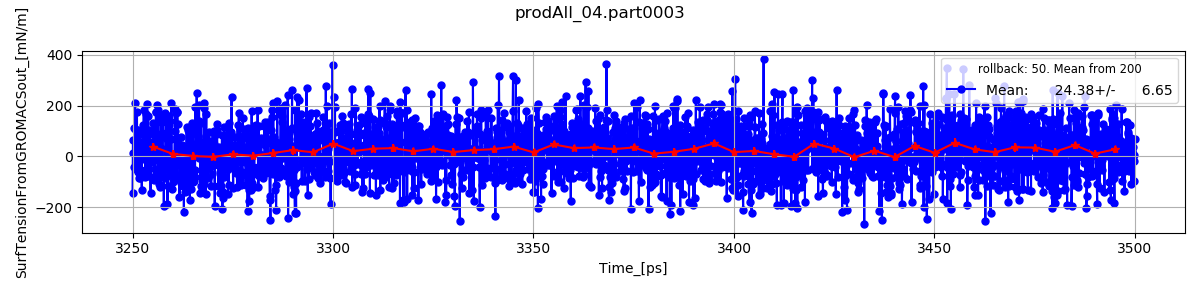 prodAll_04.part0003
SurfTensionFromGROMACSout_[mN/m]
400
200
0
−200
rollback: 50. Mean from 200
Mean: 24.38+/- 6.65
3250 3300 3350 3400 3450 3500
Time_[ps]